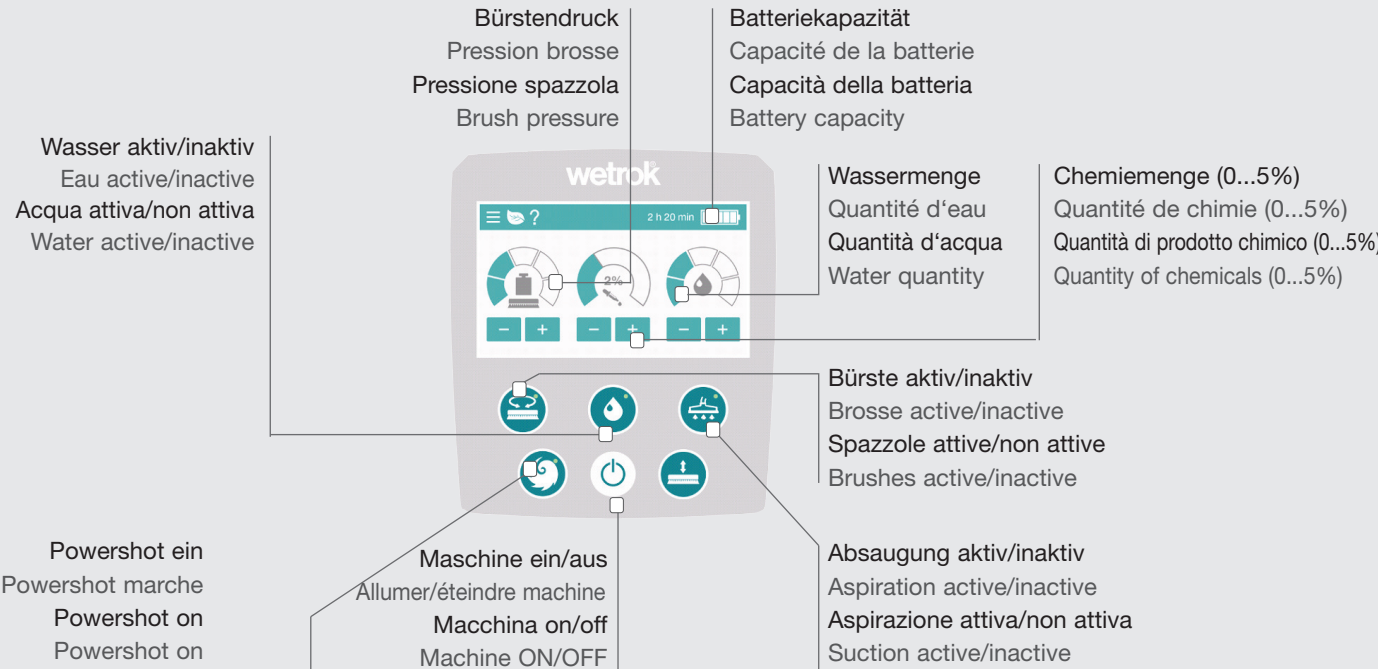 Bürstendruck
Pression brosse
Pressione spazzola
Brush pressure
Batteriekapazität
Capacité de la batterie
Capacità della batteria
Battery capacity
Wasser aktiv/inaktiv
Eau active/inactive
Acqua attiva/non attiva
Water active/inactive
wetrok
? 2 h 20 min
2%
− + − + − +
Wassermenge
Quantité d‘eau
Quantità d‘acqua
Water quantity
Chemiemenge (0...5%)
Quantité de chimie (0...5%)
Quantità di prodotto chimico (0...5%)
Quantity of chemicals (0...5%)
Bürste aktiv/inaktiv
Brosse active/inactive
Spazzole attive/non attive
Brushes active/inactive
Powershot ein
Powershot marche
Powershot on
Powershot on
Maschine ein/aus
Allumer/éteindre machine
Macchina on/off
Machine ON/OFF
Absaugung aktiv/inaktiv
Aspiration active/inactive
Aspirazione attiva/non attiva
Suction active/inactive